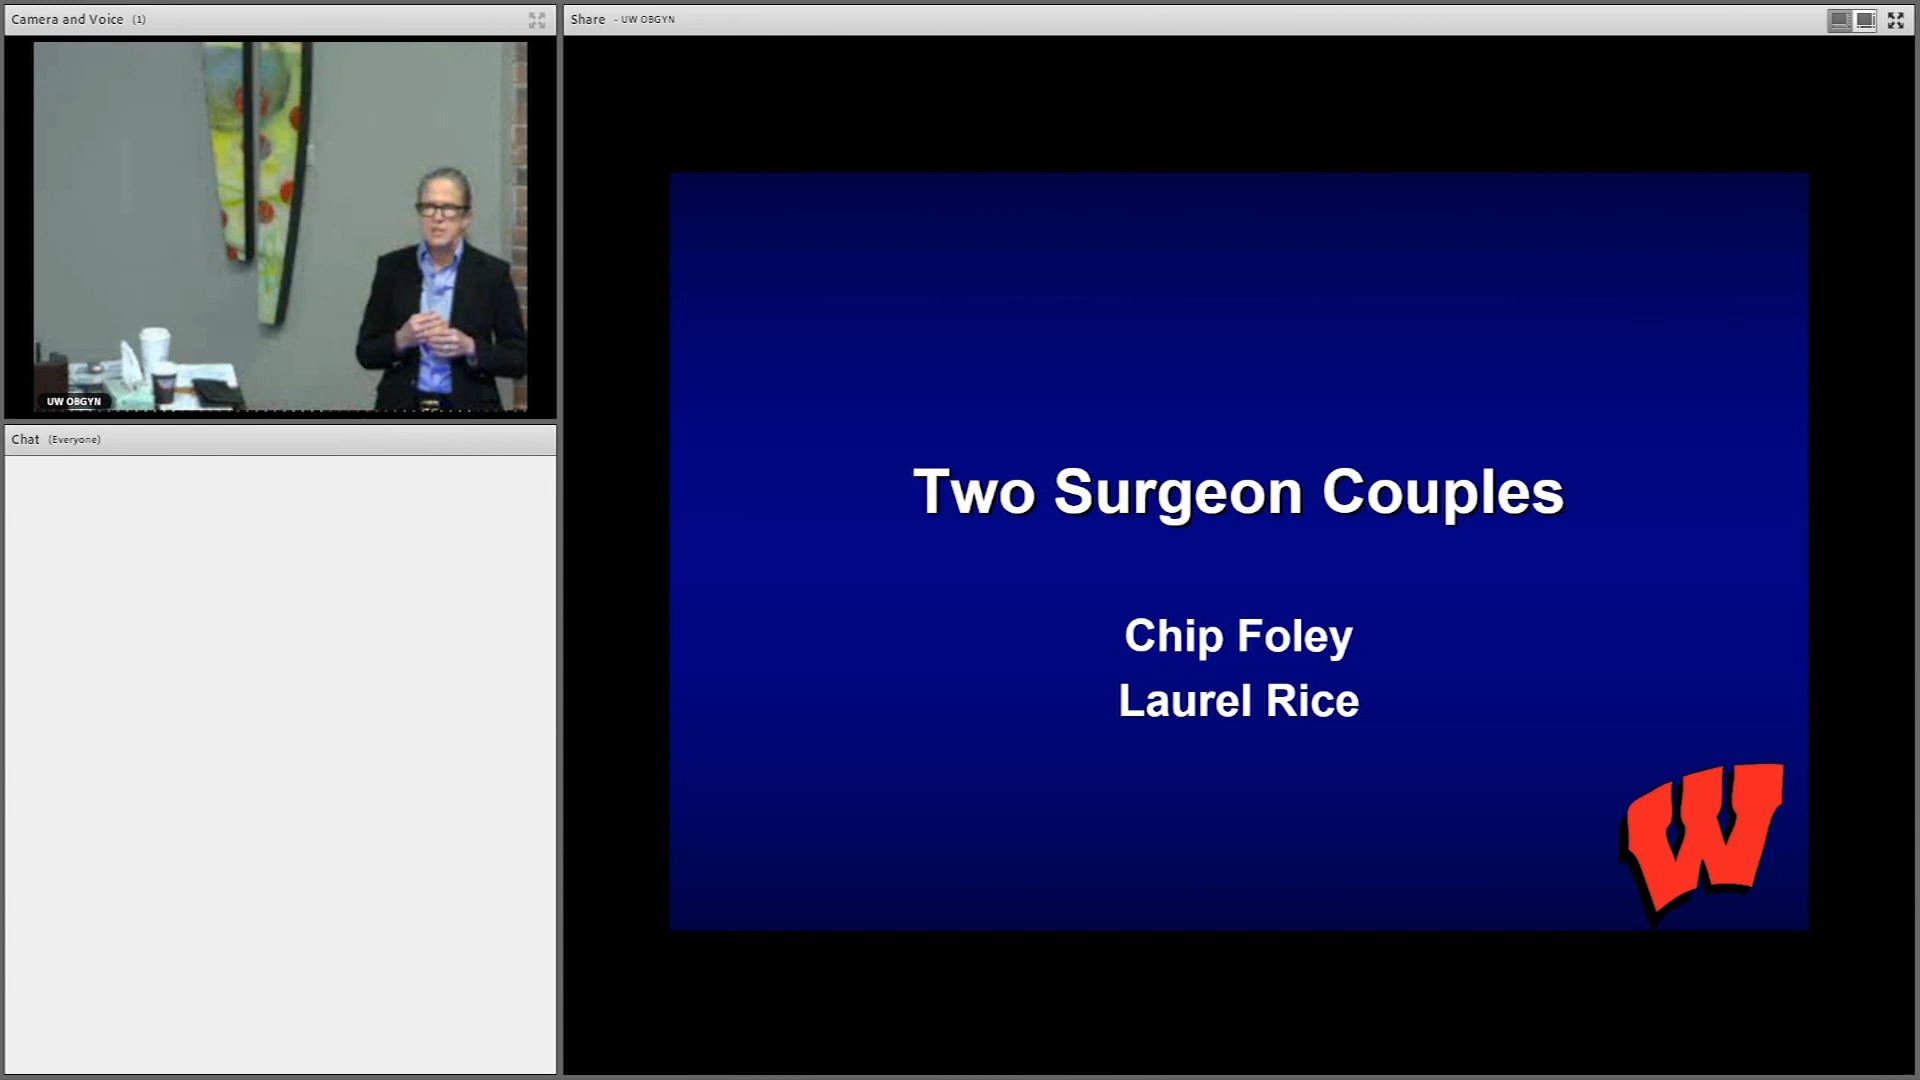 Camera and Voice (1)
UW OBGYN
Chat (Everyone)
Share - UW OBGYN
Two Surgeon Couples
Chip Foley
Laurel Rice
W